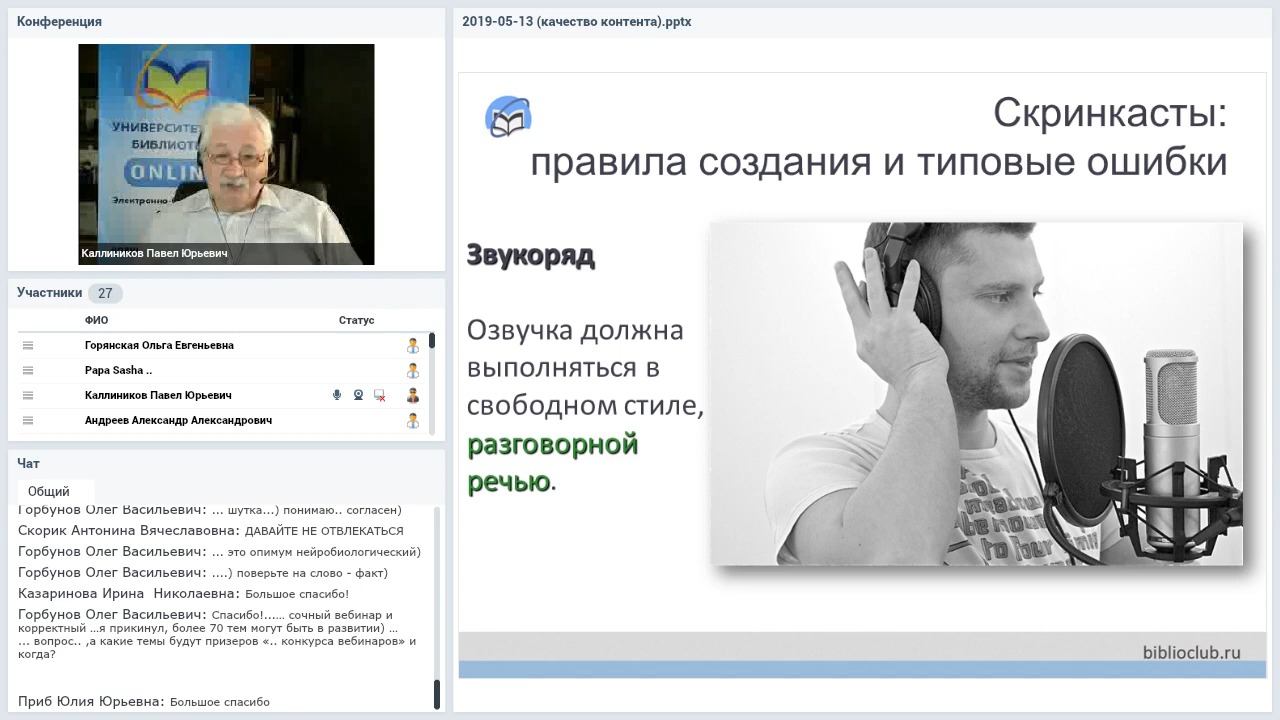 Конференция
УНИВЕРСИТЕ
БИБЛИОТЕ
ONLIN
Электронно-
Каллиников Павел Юрьевич
Участники 27
ФИО Статус
Горянская Ольга Евгеньевна
Papa Sasha ..
Каллиников Павел Юрьевич
Андреев Александр Александрович
Чат
Общий
Горбунов Олег Васильевич: ... шутка...) понимаю.. согласен)
Скорик Антонина Вячеславовна: ДАВАЙТЕ НЕ ОТВЛЕКАТЬСЯ
Горбунов Олег Васильевич: ... это опимум нейробиологический)
Горбунов Олег Васильевич: ....) поверьте на слово - факт)
Казаринова Ирина Николаевна: Большое спасибо!
Горбунов Олег Васильевич: Спасибо!...... сочный вебинар и
корректный ...я прикинул, более 70 тем могут быть в развитии) ...
... вопрос.. ,а какие темы будут призеров «.. конкурса вебинаров» и
когда?
Приб Юлия Юрьевна: Большое спасибо
2019-05-13 (качество контента).pptx
Скринкасты:
правила создания и типовые ошибки
Звукоряд
Озвучка должна
выполняться в
свободном стиле,
разговорной
речью.
biblioclub.ru